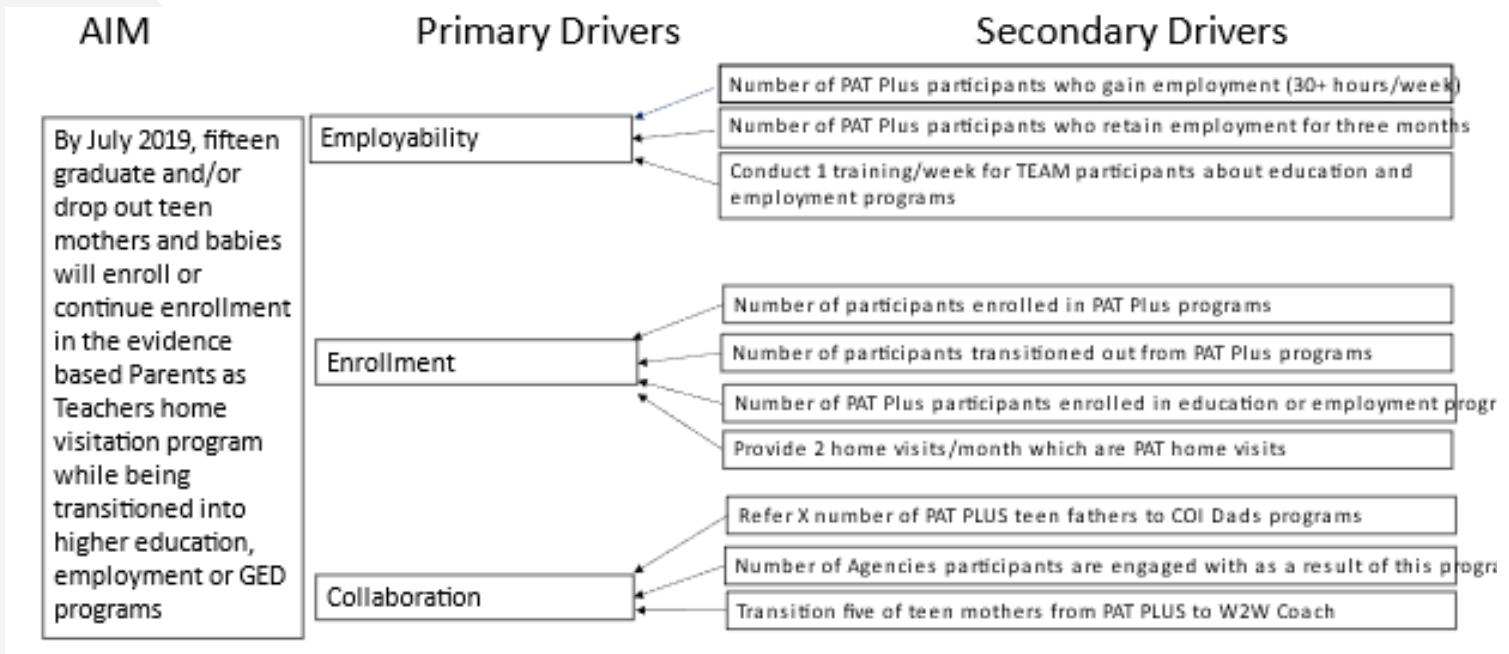 AIM
Primary Drivers
Secondary Drivers
By July 2019, fifteen
graduate and/or
drop out teen
mothers and babies
will enroll or
continue enrollment
in the evidence
based Parents as
Teachers home
visitation program
while being
transitioned into
higher education,
employment or GED
programs
Employability
Number of PAT Plus participants who gain employment (30+ hours/week)
Number of PAT Plus participants who retain employment for three months
Conduct 1 training/week for TEAM participants about education and
employment programs
Enrollment
Number of participants enrolled in PAT Plus programs
Number of participants transitioned out from PAT Plus programs
Number of PAT Plus participants enrolled in education or employment progr
Provide 2 home visits/month which are PAT home visits
Collaboration
Refer X number of PAT PLUS teen fathers to COI Dads programs
Number of Agencies participants are engaged with as a result of this progra
Transition five of teen mothers from PAT PLUS to W2W Coach